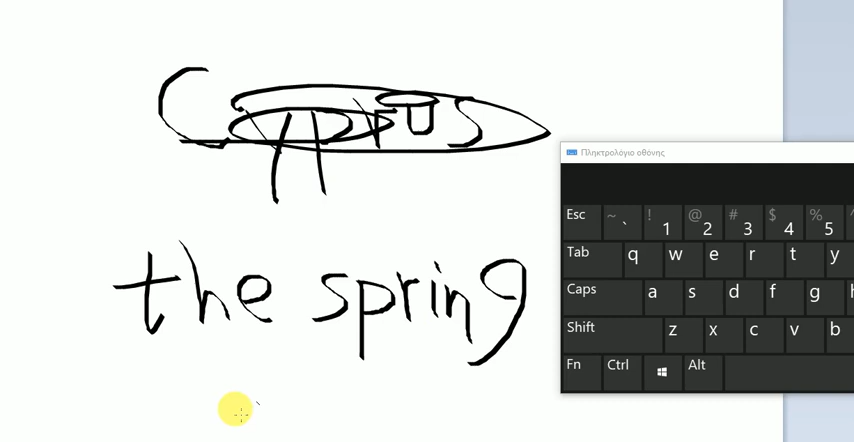 Cyprus
the spring
Πληκτρολόγιο οθόνης
Esc ~ ` ! 1 @ 2 # 3 $ 4 % 5
Tab q w e r t y
Caps a s d f g h
Shift z x c v b
Fn Ctrl Alt